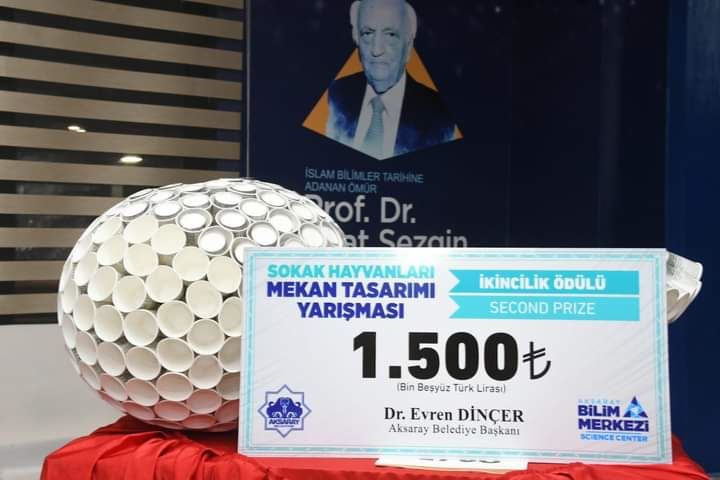 İSLAM BİLİMLER TARİHİNE
ADANAN ÖMÜR
Prof. Dr.
Sezgin
SOKAK HAYVANLARI
MEKAN TASARIMI
YARIŞMASI
İKİNCİLİK ÖDÜLÜ
SECOND PRIZE
1.500₺
(Bin Beşyüz Türk Lirası)
Dr. Evren DİNÇER
Aksaray Belediye Başkanı
AKSARAY
AKSARAY
BİLİM
MERKEZİ
SCIENCE CENTER